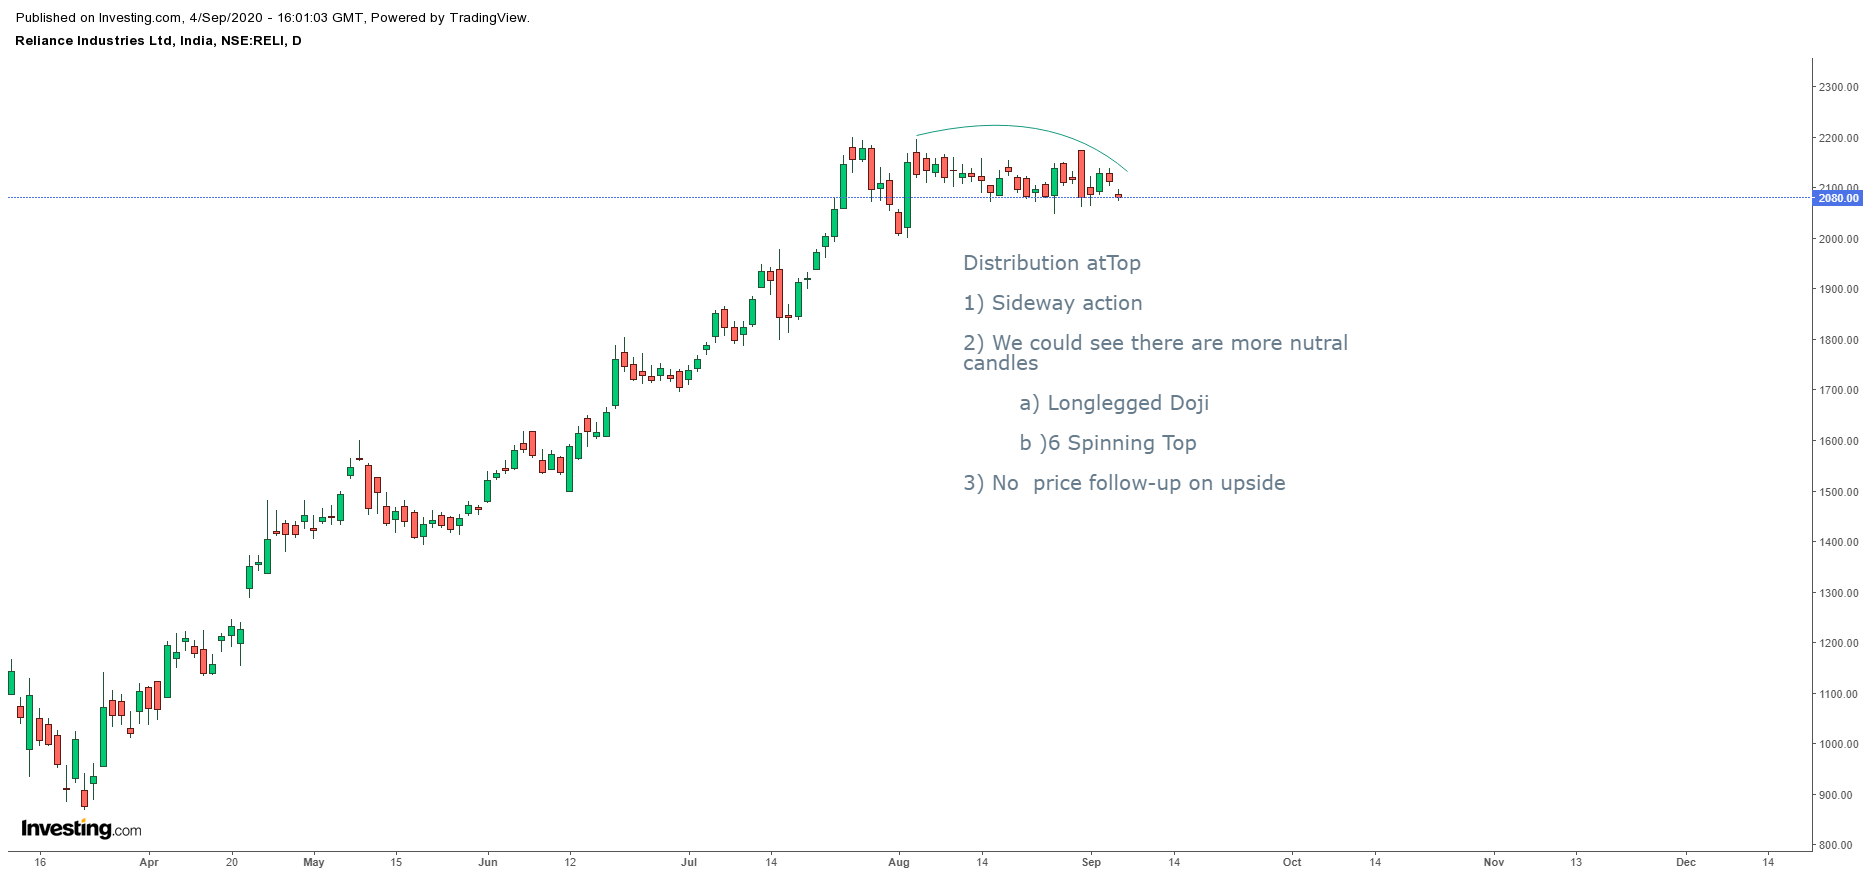 Published on Investing.com, 4/Sep/2020 - 16:01:03 GMT, Powered by TradingView.
Reliance Industries Ltd, India, NSE:RELI, D
2300.00
2200.00
2100.00
2080.00
2000.00
1900.00
1800.00
1700.00
1600.00
1500.00
1400.00
1300.00
1200.00
1100.00
1000.00
900.00
800.00
Distribution atTop
1) Sideway action
2) We could see there are more nutral
candles
a) Longlegged Doji
b )6 Spinning Top
3) No  price follow-up on upside
Investing.com
16 Apr 20 May 15 Jun 12 Jul 14 Aug 14 Sep 14 Oct 14 Nov 13 Dec 14